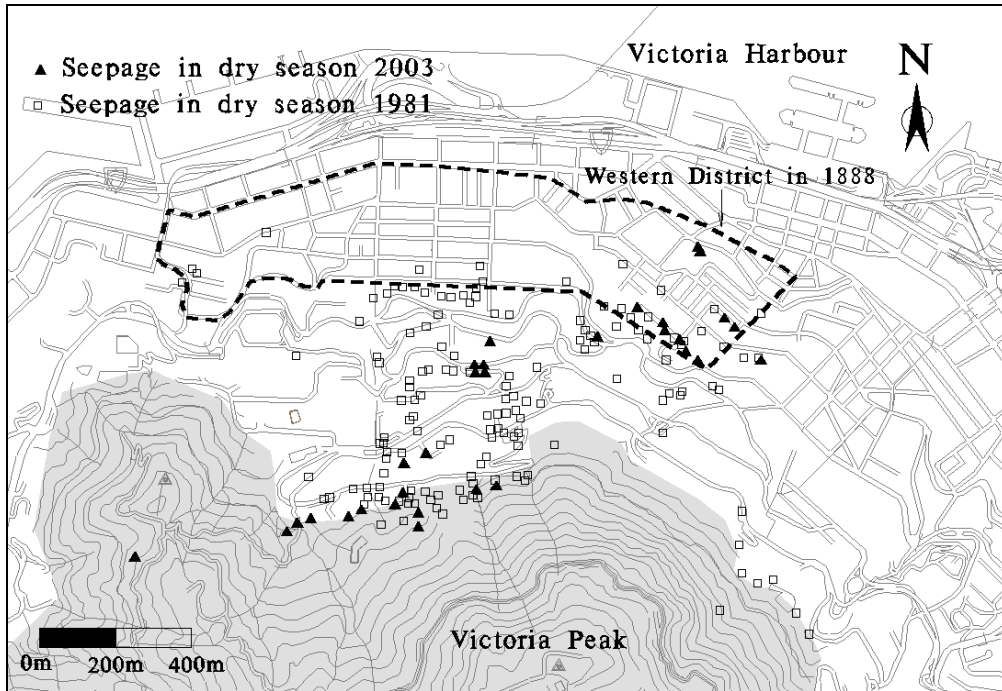 Victoria Harbour
N
▲ Seepage in dry season 2003
□ Seepage in dry season 1981
Western District in 1888
Victoria Peak
0m 200m 400m